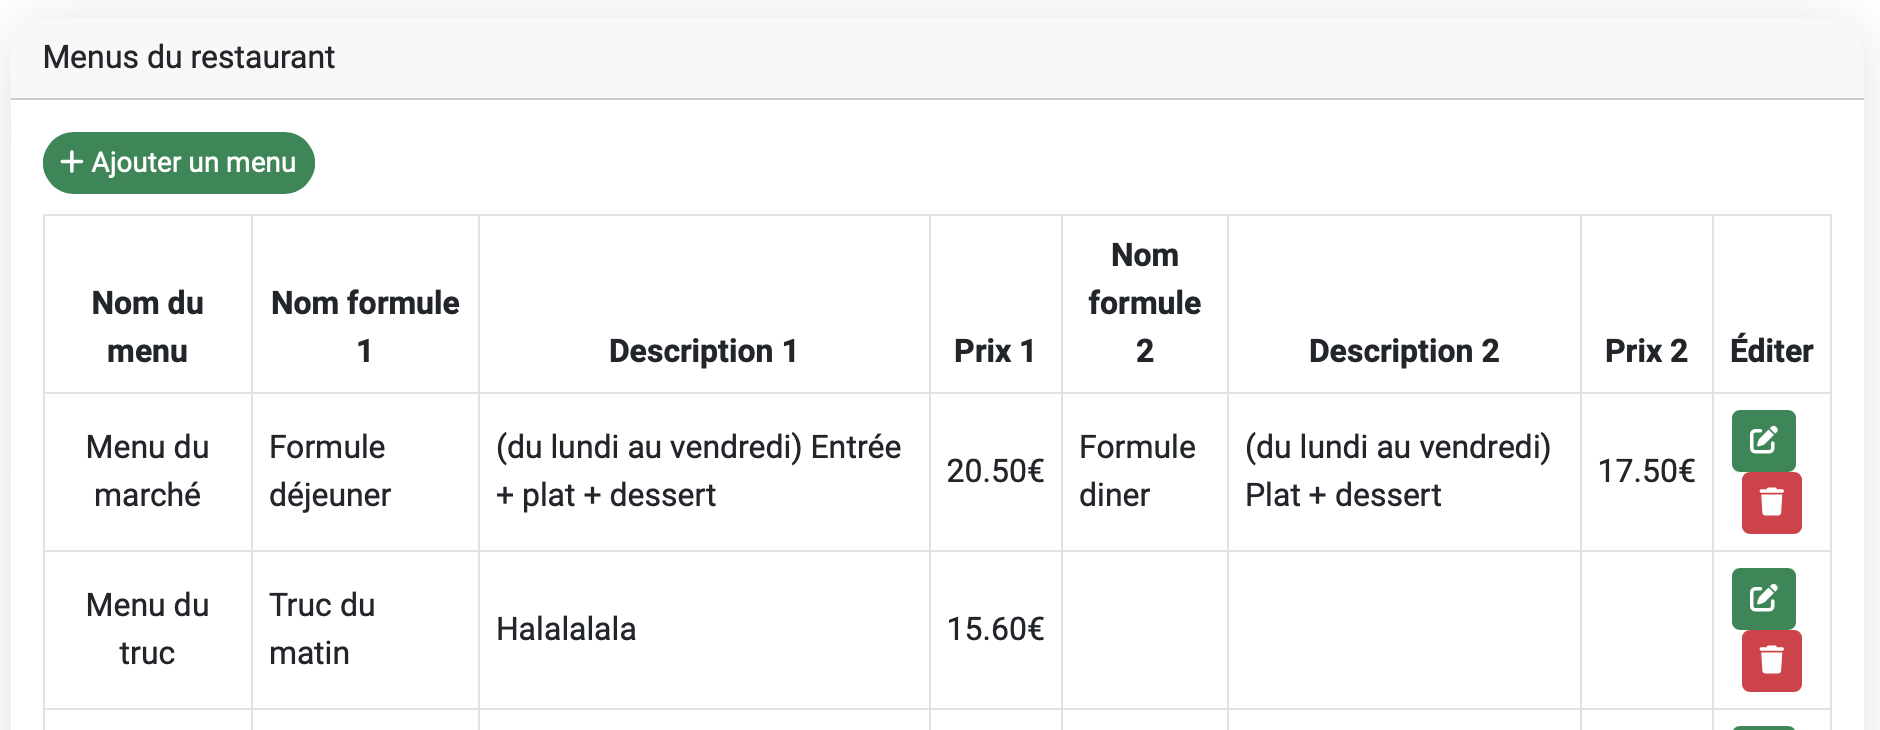 Menus du restaurant
Ajouter un menu
Nom du
menu
Nom formule
1
Description 1
Prix 1
Nom
formule
2
Description 2
Prix 2
Éditer
Menu du
marché
Formule
déjeuner
(du lundi au vendredi) Entrée
+ plat + dessert
20.50€
Formule
diner
(du lundi au vendredi)
Plat + dessert
17.50€
Menu du
truc
Truc du
matin
Halalalala
15.60€